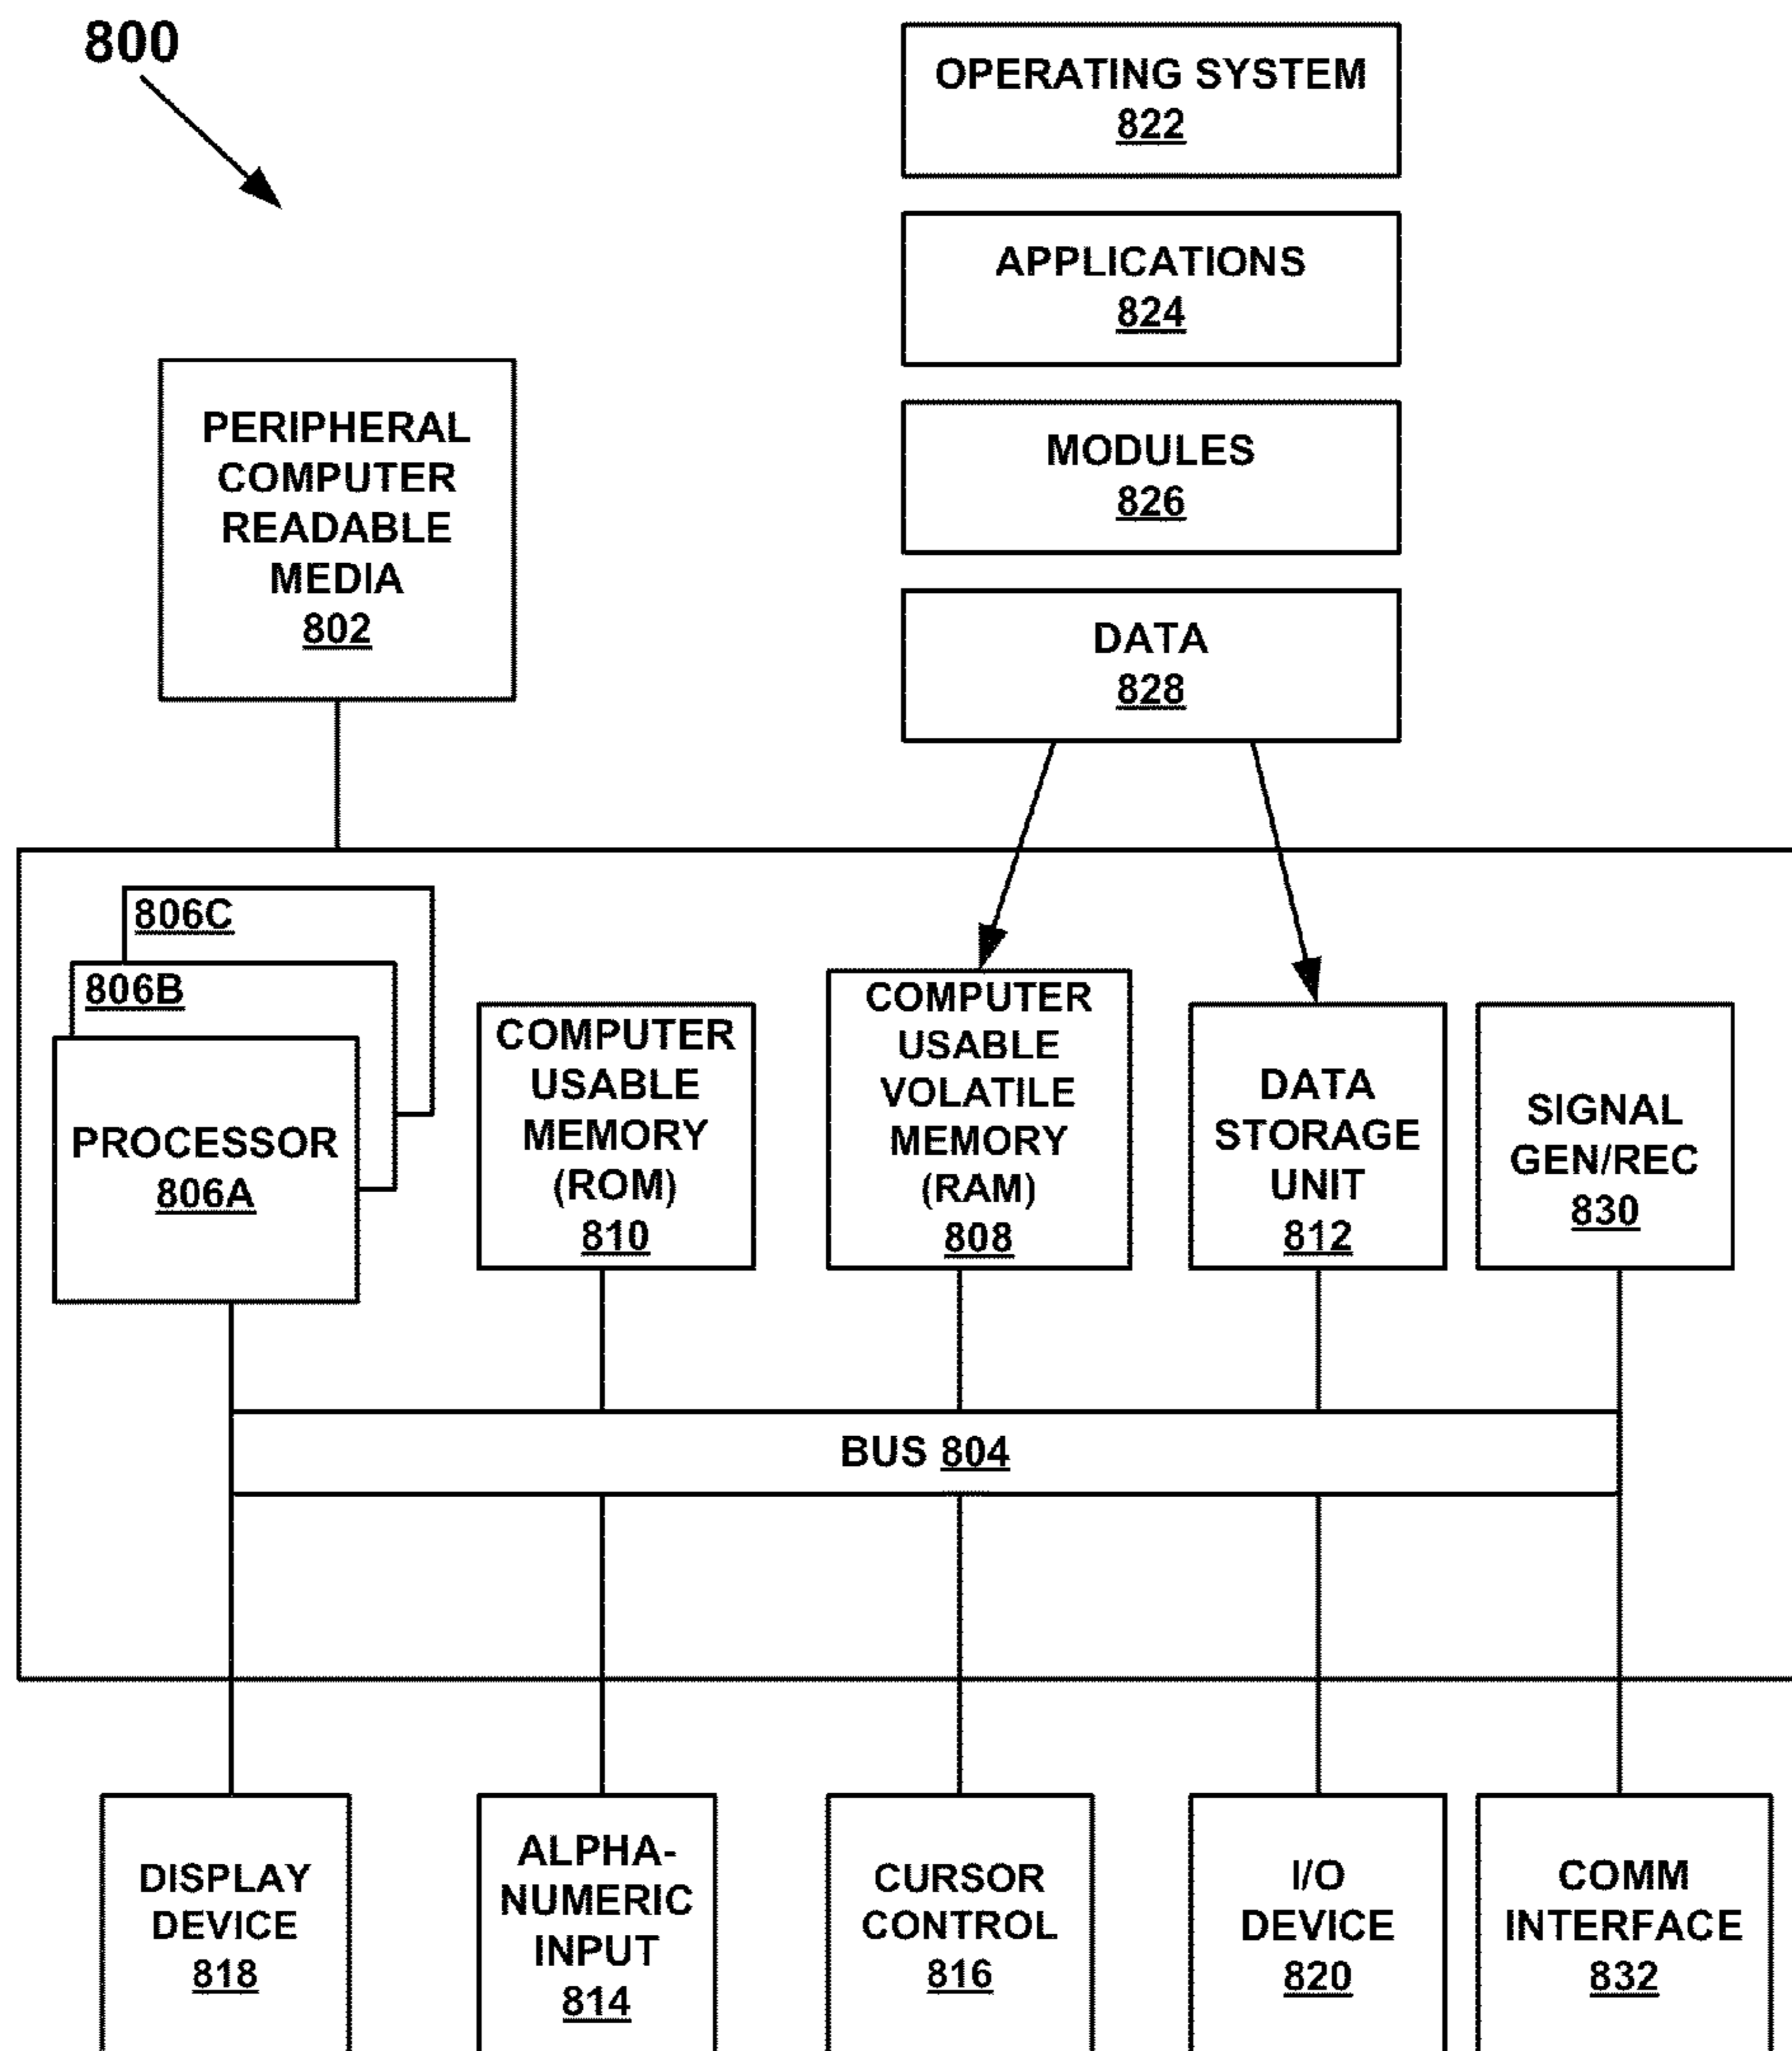 800
OPERATING SYSTEM
822
APPLICATIONS
824
MODULES
826
DATA
828
PERIPHERAL
COMPUTER
READABLE
MEDIA
802
806C
806B
PROCESSOR
806A
COMPUTER
USABLE
MEMORY
(ROM)
810
COMPUTER
USABLE
VOLATILE
MEMORY
(RAM)
808
DATA
STORAGE
UNIT
812
SIGNAL
GEN/REC
830
BUS 804
DISPLAY
DEVICE
818
ALPHA-
NUMERIC
INPUT
814
CURSOR
CONTROL
816
I/O
DEVICE
820
COMM
INTERFACE
832